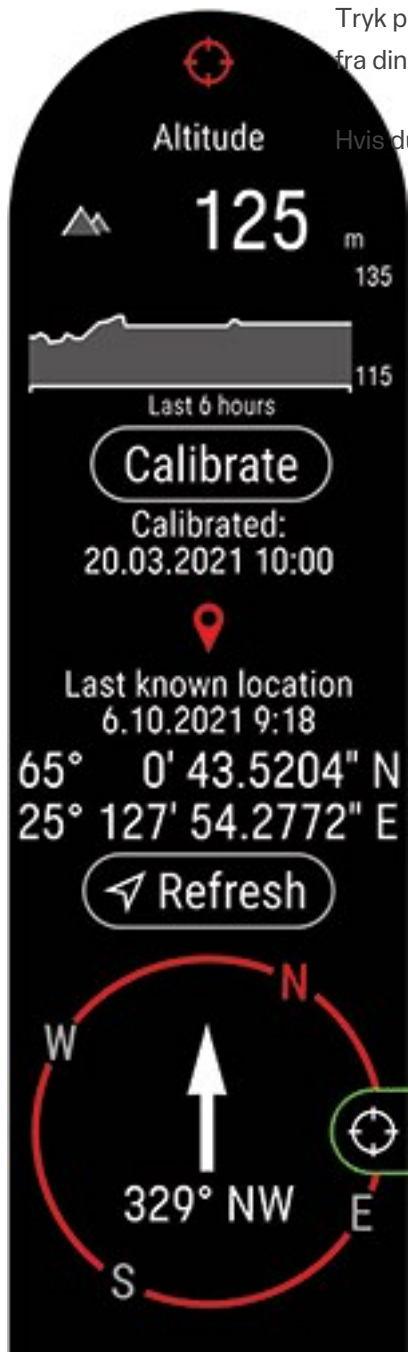 Tryk p
fra din
Hvis du
Altitude
125 m
135
115
Last 6 hours
Calibrate
Calibrated:
20.03.2021 10:00
Last known location
6.10.2021 9:18
65° 0' 43.5204" N
25° 127' 54.2772" E
Refresh
N
W
329° NW
E
S